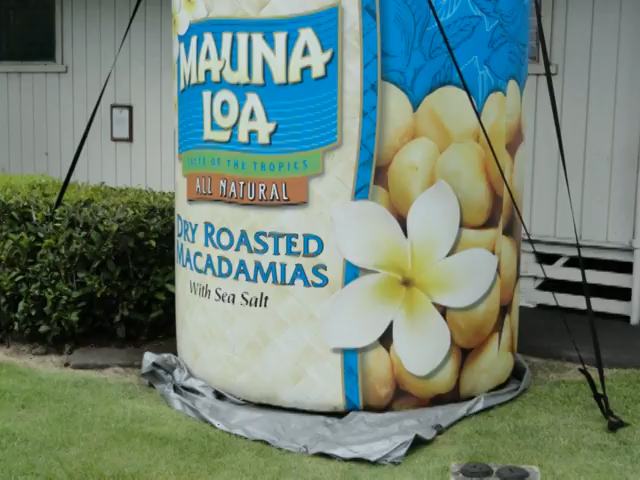 MAUNA
LOA
TASTE OF THE TROPICS
ALL NATURAL
DRY ROASTED
MACADAMIAS
With Sea Salt